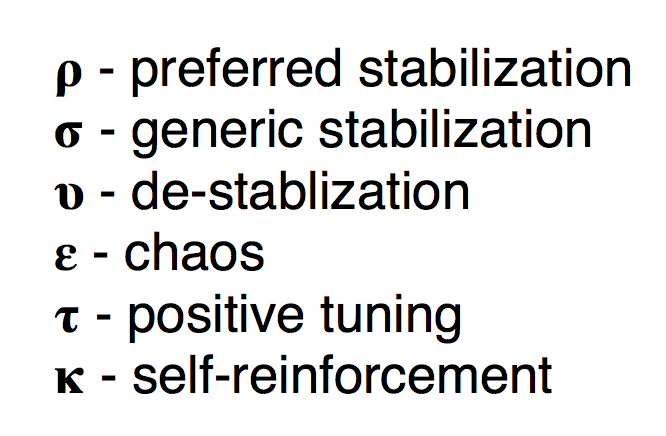 ρ - preferred stabilization
σ - generic stabilization
υ - de-stablization
ε - chaos
τ - positive tuning
κ - self-reinforcement